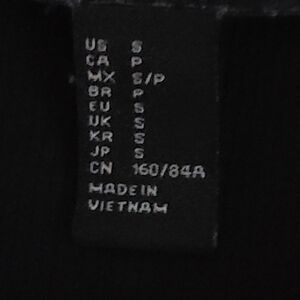 US S
CA P
MX S/P
BR P
EU S
UK S
KR S
JP S
CN 160/84A
MADE IN
VIETNAM